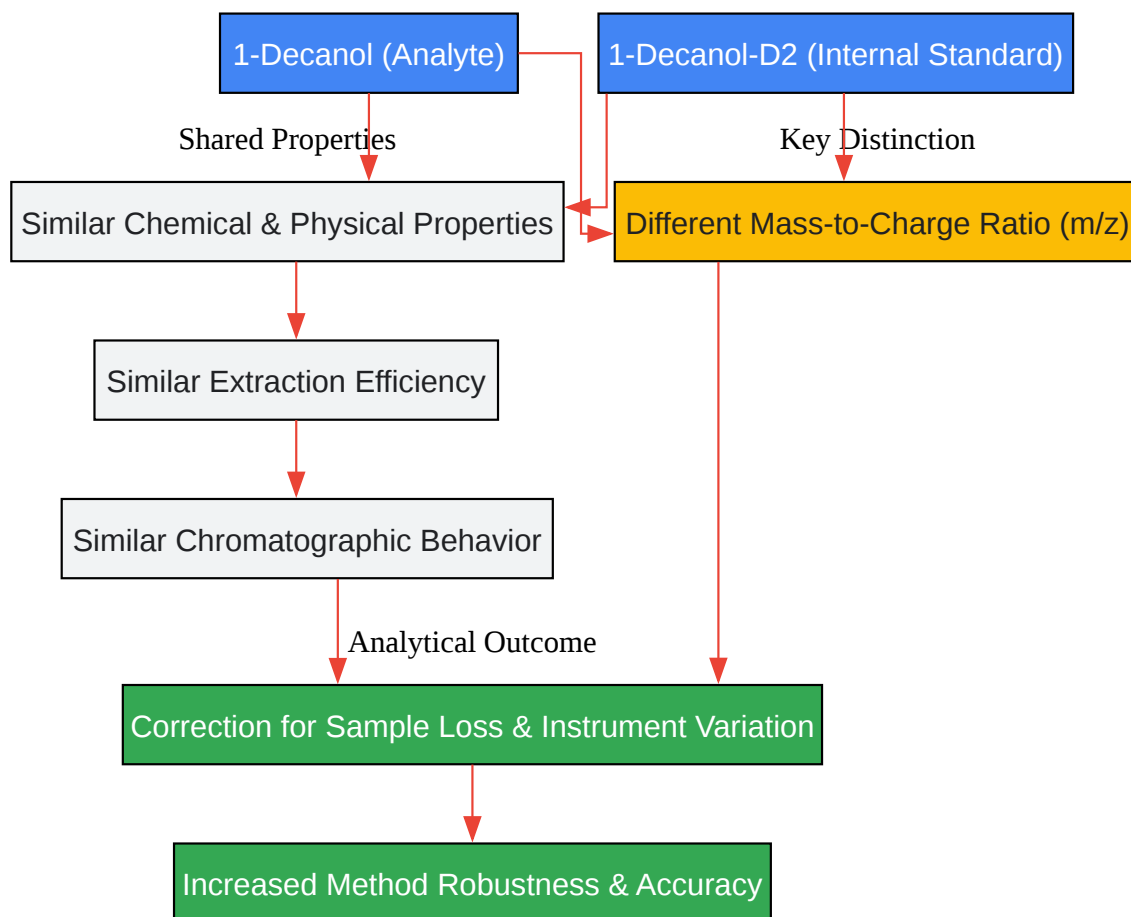 1-Decanol (Analyte)
1-Decanol-D2 (Internal Standard)
Shared Properties
Key Distinction
Similar Chemical & Physical Properties
Different Mass-to-Charge Ratio (m/z)
Similar Extraction Efficiency
Similar Chromatographic Behavior
Analytical Outcome
Correction for Sample Loss & Instrument Variation
Increased Method Robustness & Accuracy